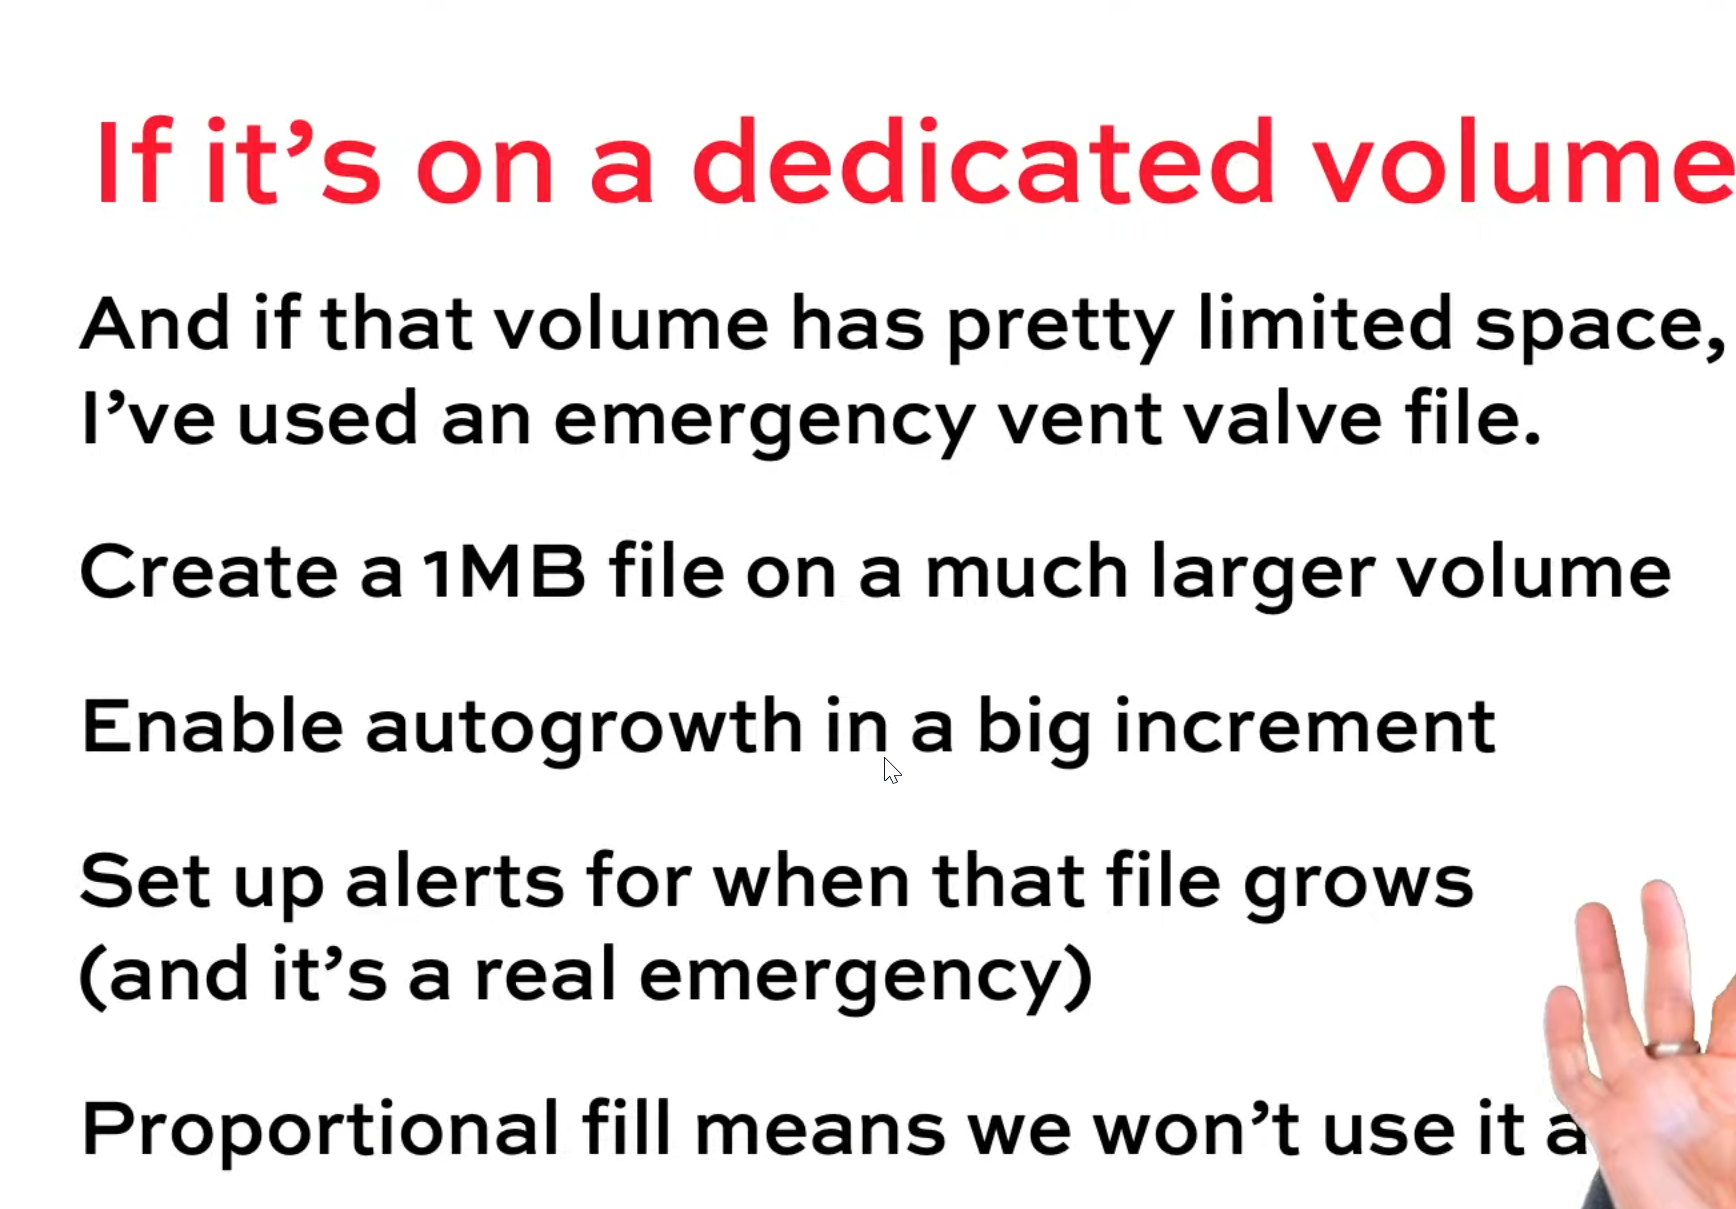 If it’s on a dedicated volume
And if that volume has pretty limited space,
I’ve used an emergency vent valve file.
Create a 1MB file on a much larger volume
Enable autogrowth in a big increment
Set up alerts for when that file grows
(and it’s a real emergency)
Proportional fill means we won’t use it